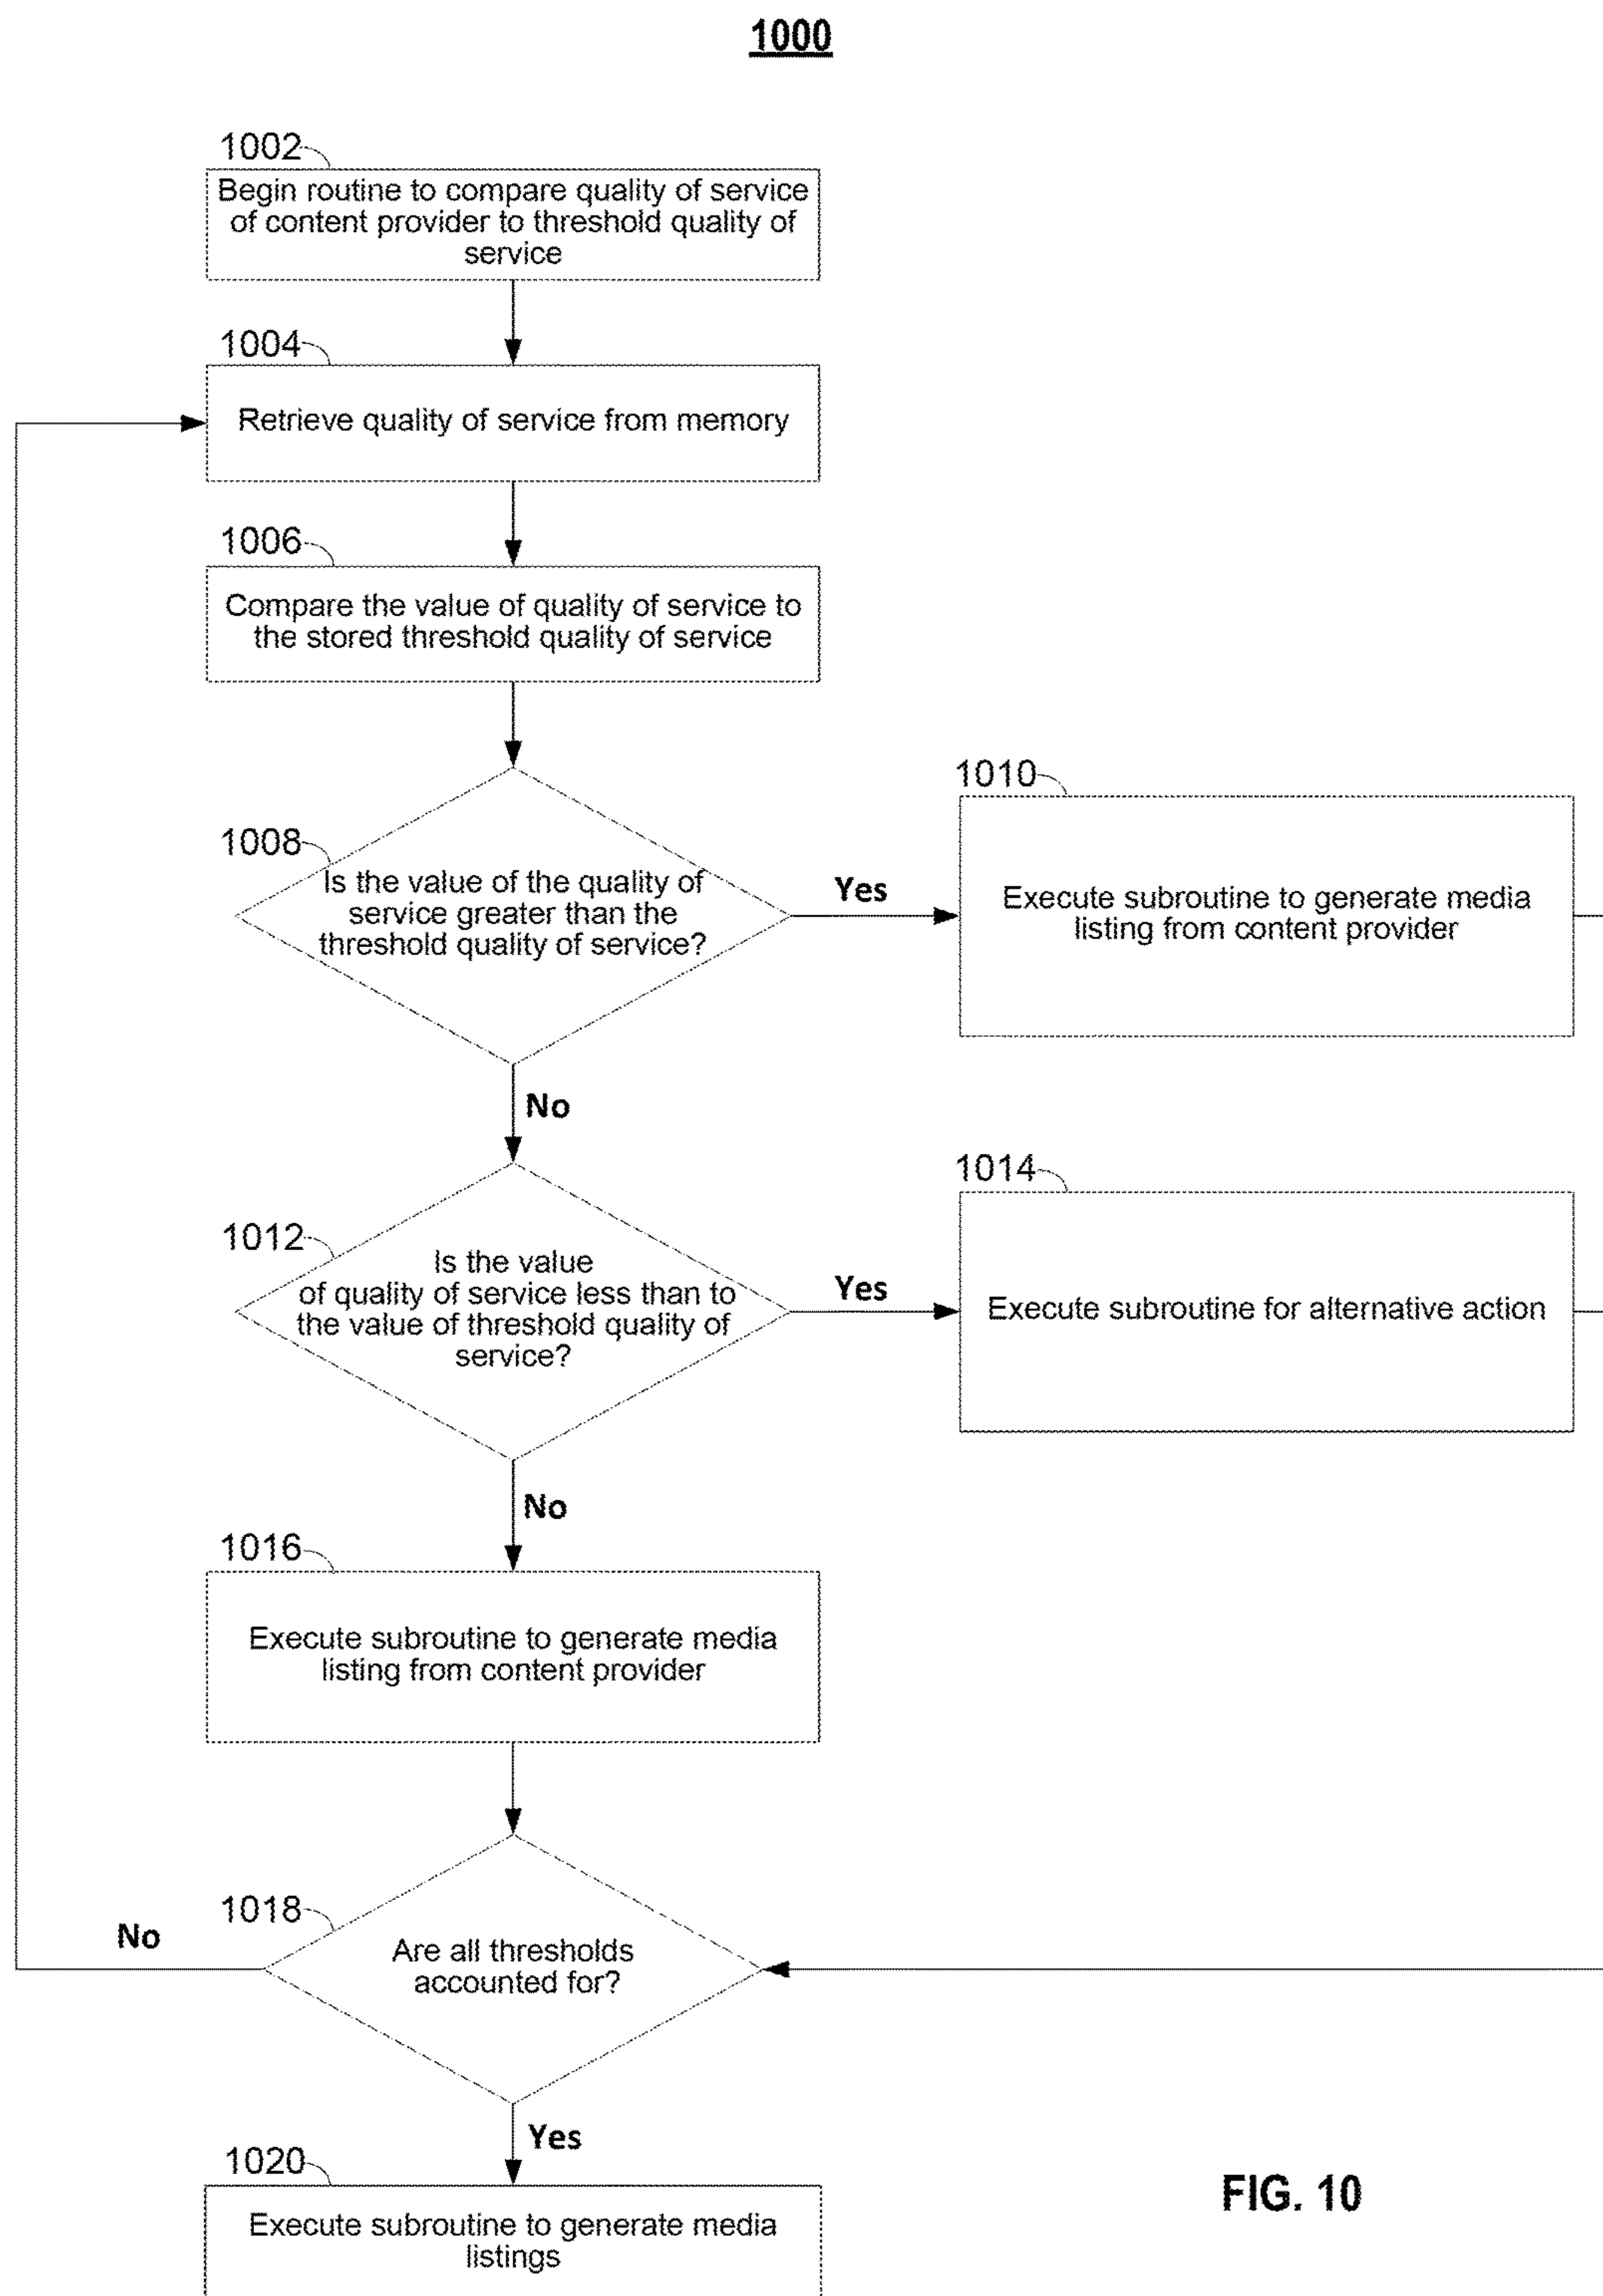 1000
1002
Begin routine to compare quality of service
of content provider to threshold quality of
service
1004
Retrieve quality of service from memory
1006
Compare the value of quality of service to
the stored threshold quality of service
1008
Is the value of the quality of
service greater than the
threshold quality of service?
Yes
1010
Execute subroutine to generate media
listing from content provider
No
1012
Is the value
of quality of service less than to
the value of threshold quality of
service?
Yes
1014
Execute subroutine for alternative action
No
1016
Execute subroutine to generate media
listing from content provider
1018
Are all thresholds
accounted for?
No
Yes
1020
Execute subroutine to generate media
listings
FIG. 10